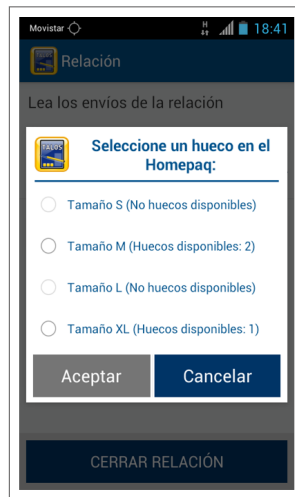 Movistar H 18:41
TALOS Relación
Lea los envíos de la relación
TALOS Seleccione un hueco en el
Homepaq:
Tamaño S (No huecos disponibles)
Tamaño M (Huecos disponibles: 2)
Tamaño L (No huecos disponibles)
Tamaño XL (Huecos disponibles: 1)
Aceptar Cancelar
CERRAR RELACIÓN